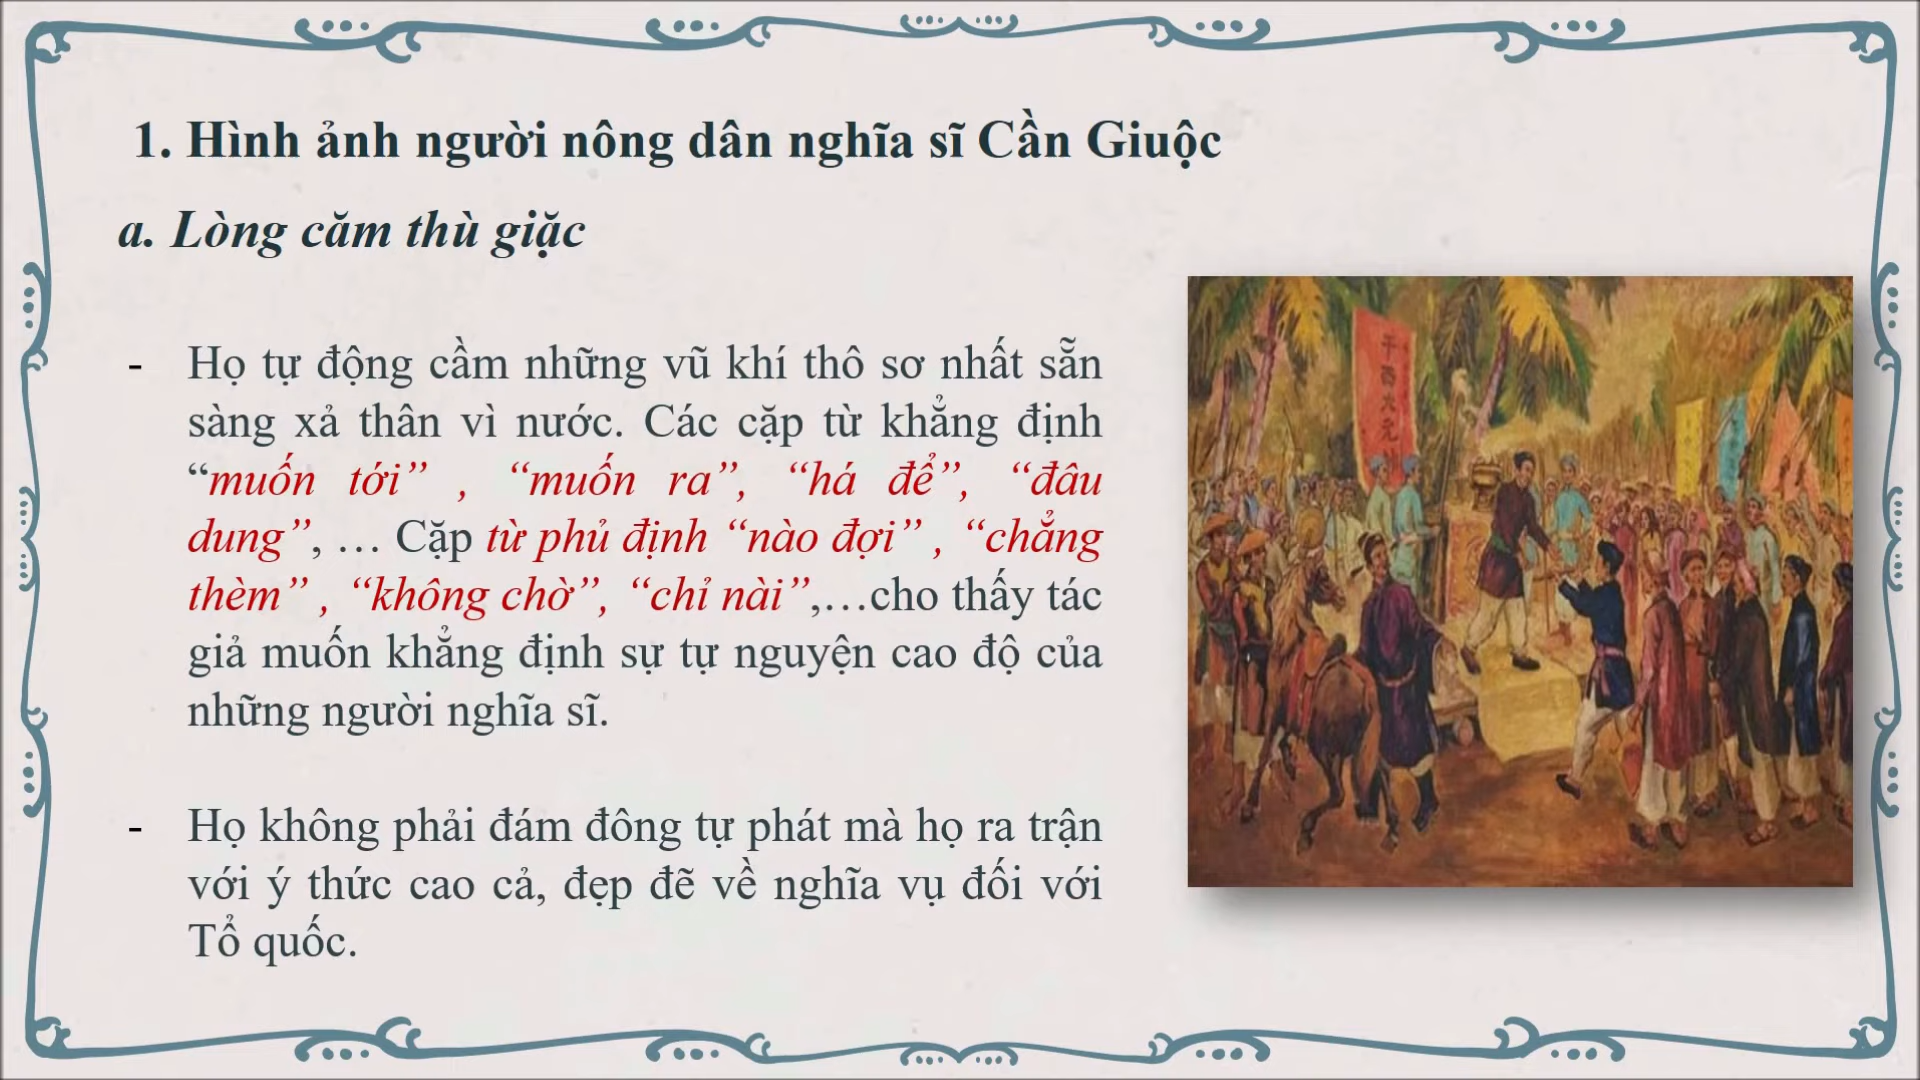 1. Hình ảnh người nông dân nghĩa sĩ Cần Giuộc
a. Lòng căm thù giặc
- Họ tự động cầm những vũ khí thô sơ nhất sẵn
sàng xả thân vì nước. Các cặp từ khẳng định
“muốn tới” , “muốn ra”, “há để”, “đâu
dung”, … Cặp từ phủ định “nào đợi” , “chẳng
thèm” , “không chờ”, “chỉ nài”,…cho thấy tác
giả muốn khẳng định sự tự nguyện cao độ của
những người nghĩa sĩ.
- Họ không phải đám đông tự phát mà họ ra trận
với ý thức cao cả, đẹp đẽ về nghĩa vụ đối với
Tổ quốc.